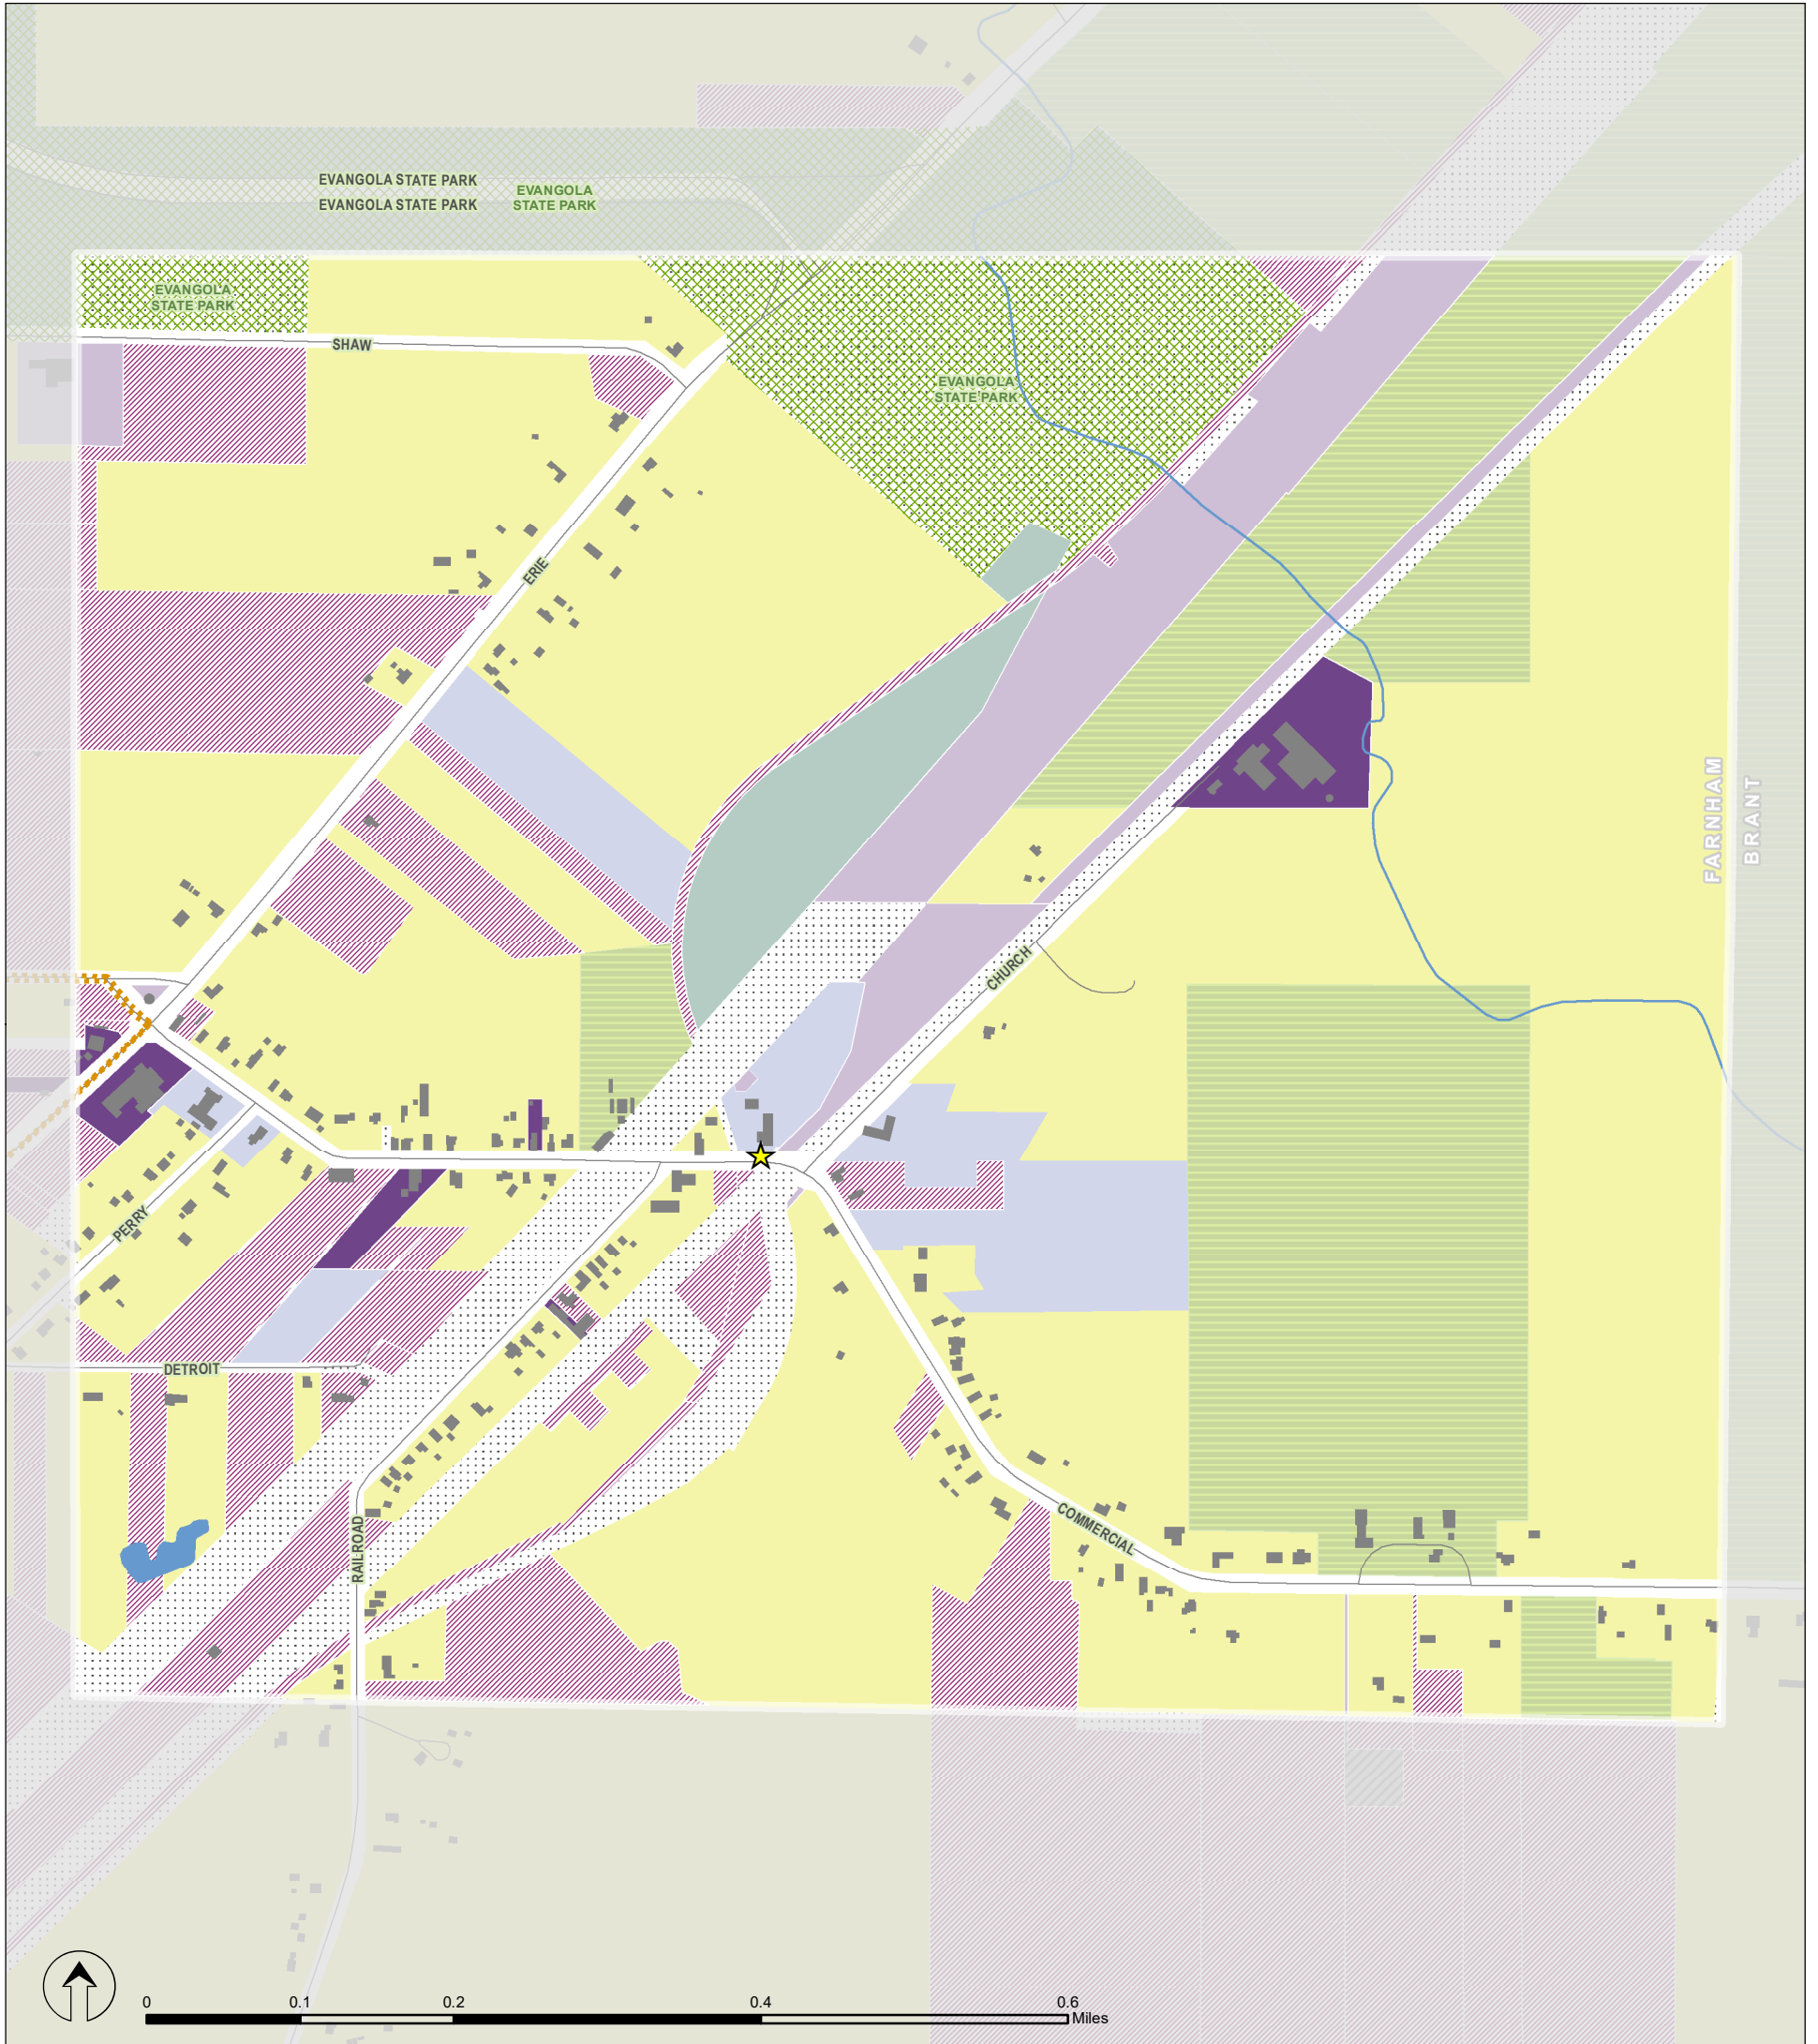 EVANGOLA STATE PARK
EVANGOLA STATE PARK
EVANGOLA
STATE PARK
EVANGOLA
STATE PARK
SHAW
EVANGOLA
STATE PARK
ERIE
FARNHAM
BRANT
CHURCH
PERRY
DETROIT
COMMERCIAL
RAILROAD
0
0.1
0.2
0.4
0.6
Miles